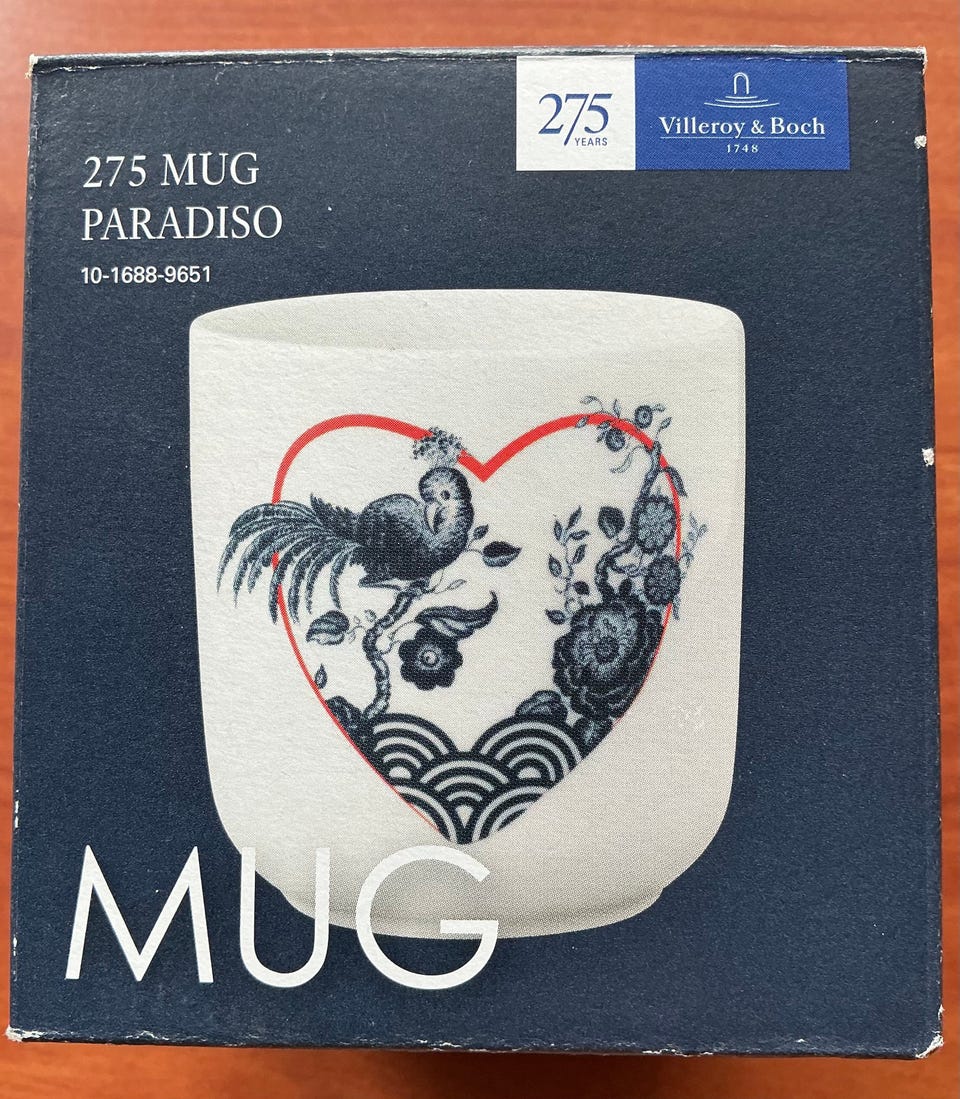 275 MUG
PARADISO
10-1688-9651
275
YEARS
Villeroy & Boch
1748
MUG